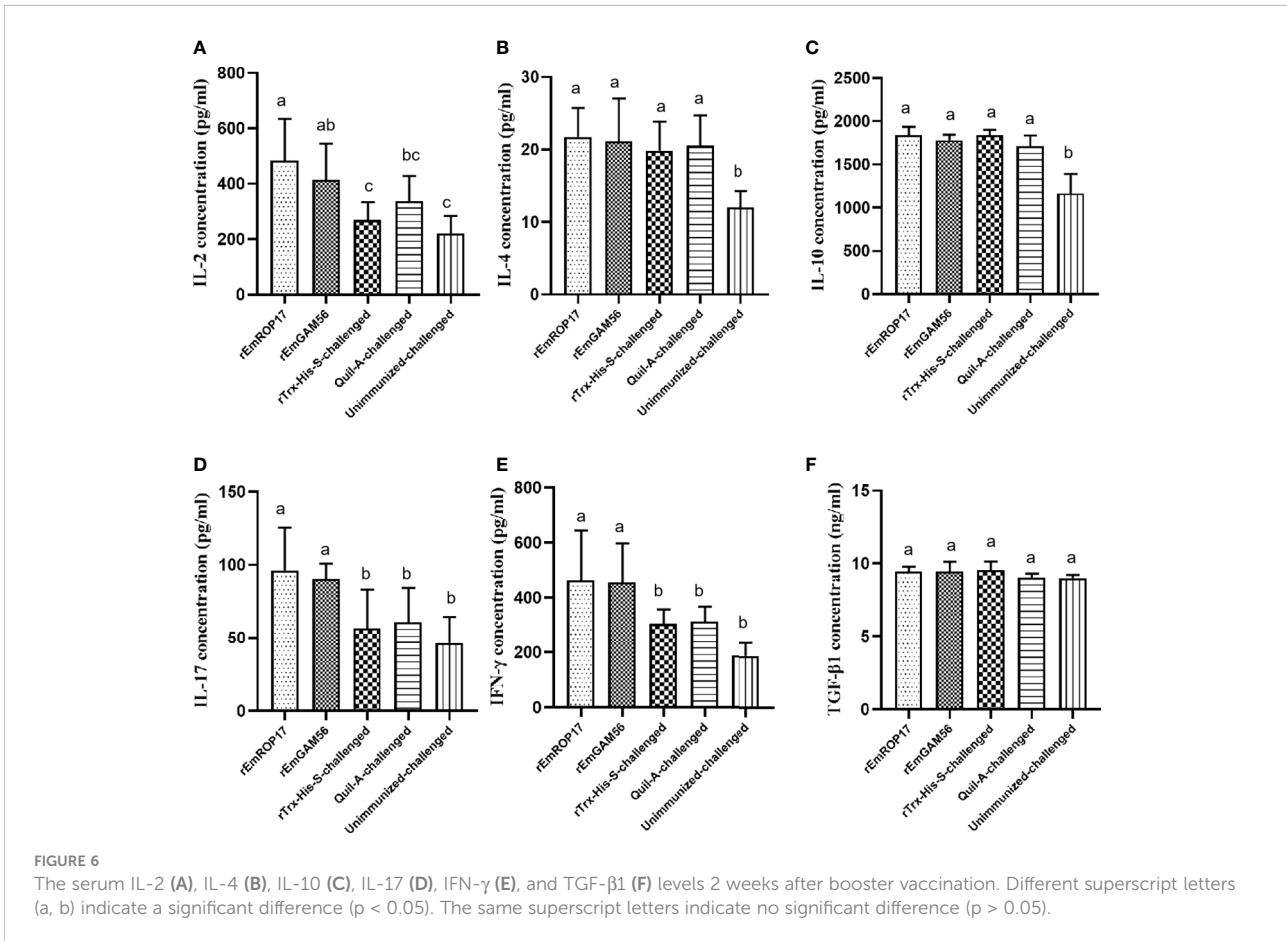 A
IL-2 concentration (pg/ml)
800
600
400
200
0
a
ab
c
bc
c
rEmROP17
rEmGAM56
rTrx-His-S-challenged
Quil-A-challenged
Unimmunized-challenged
B
IL-4 concentration (pg/ml)
30
20
10
0
a
a
a
a
b
rEmROP17
rEmGAM56
rTrx-His-S-challenged
Quil-A-challenged
Unimmunized-challenged
C
IL-10 concentration (pg/ml)
2500
2000
1500
1000
500
0
a
a
a
a
b
rEmROP17
rEmGAM56
rTrx-His-S-challenged
Quil-A-challenged
Unimmunized-challenged
D
IL-17 concentration (pg/ml)
150
100
50
0
a
a
b
b
b
rEmROP17
rEmGAM56
rTrx-His-S-challenged
Quil-A-challenged
Unimmunized-challenged
E
IFN-γ concentration (pg/ml)
800
600
400
200
0
a
a
b
b
b
rEmROP17
rEmGAM56
rTrx-His-S-challenged
Quil-A-challenged
Unimmunized-challenged
F
TGF-β1 concentration (ng/ml)
15
10
5
0
a
a
a
a
a
rEmROP17
rEmGAM56
rTrx-His-S-challenged
Quil-A-challenged
Unimmunized-challenged
FIGURE 6
The serum IL-2 (A), IL-4 (B), IL-10 (C), IL-17 (D), IFN-γ (E), and TGF-β1 (F) levels 2 weeks after booster vaccination. Different superscript letters
(a, b) indicate a significant difference (p < 0.05). The same superscript letters indicate no significant difference (p > 0.05).